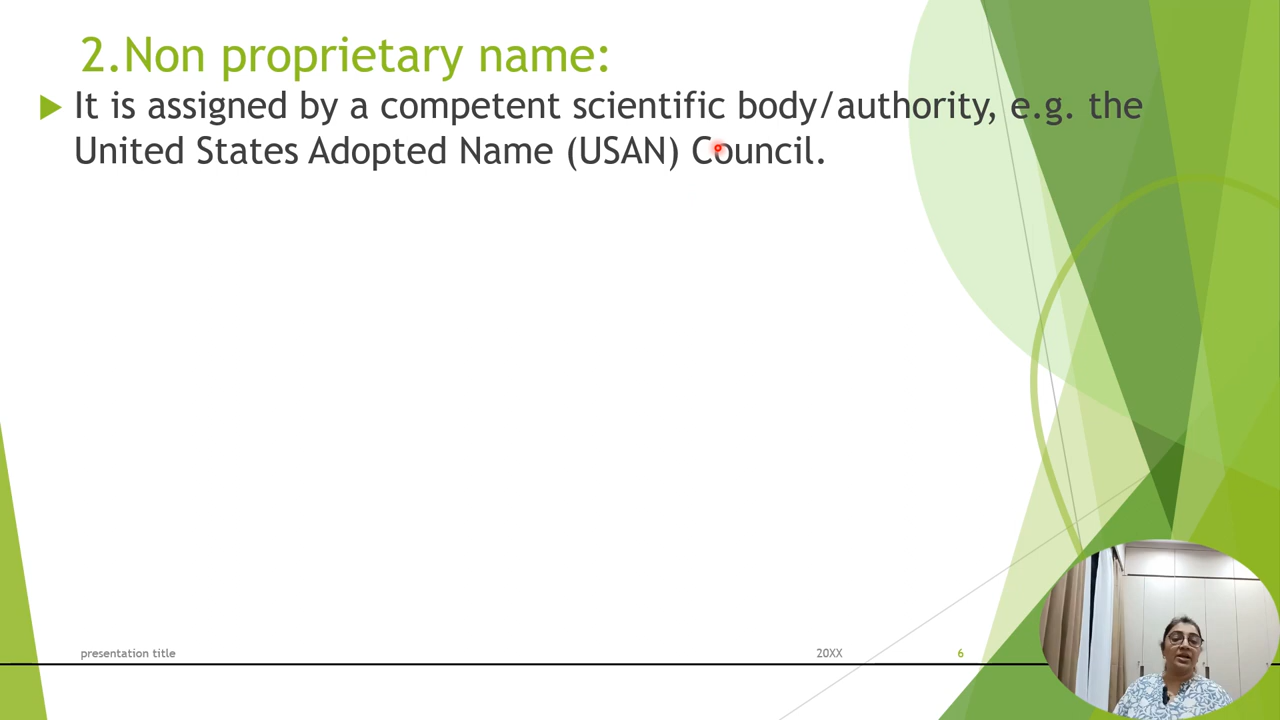 2.Non proprietary name:
It is assigned by a competent scientific body/authority, e.g. the
United States Adopted Name (USAN) Council.
presentation title
20XX
6